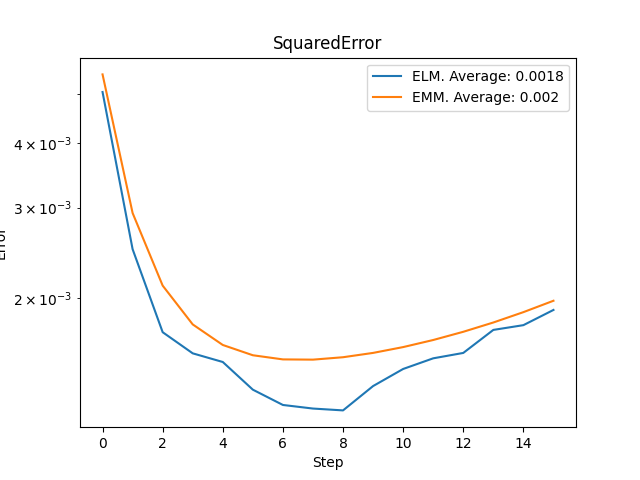 SquaredError
ELM. Average: 0.0018
EMM. Average: 0.002
4 × 10⁻³
3 × 10⁻³
2 × 10⁻³
Error
0 2 4 6 8 10 12 14
Step